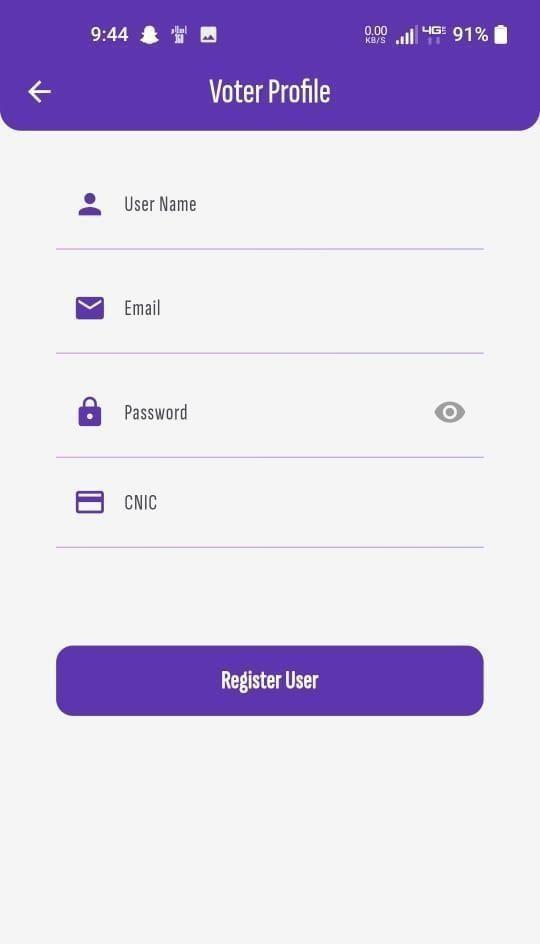 9:44
0.00
KB/S
4G
91%
Voter Profile
User Name
Email
Password
CNIC
Register User